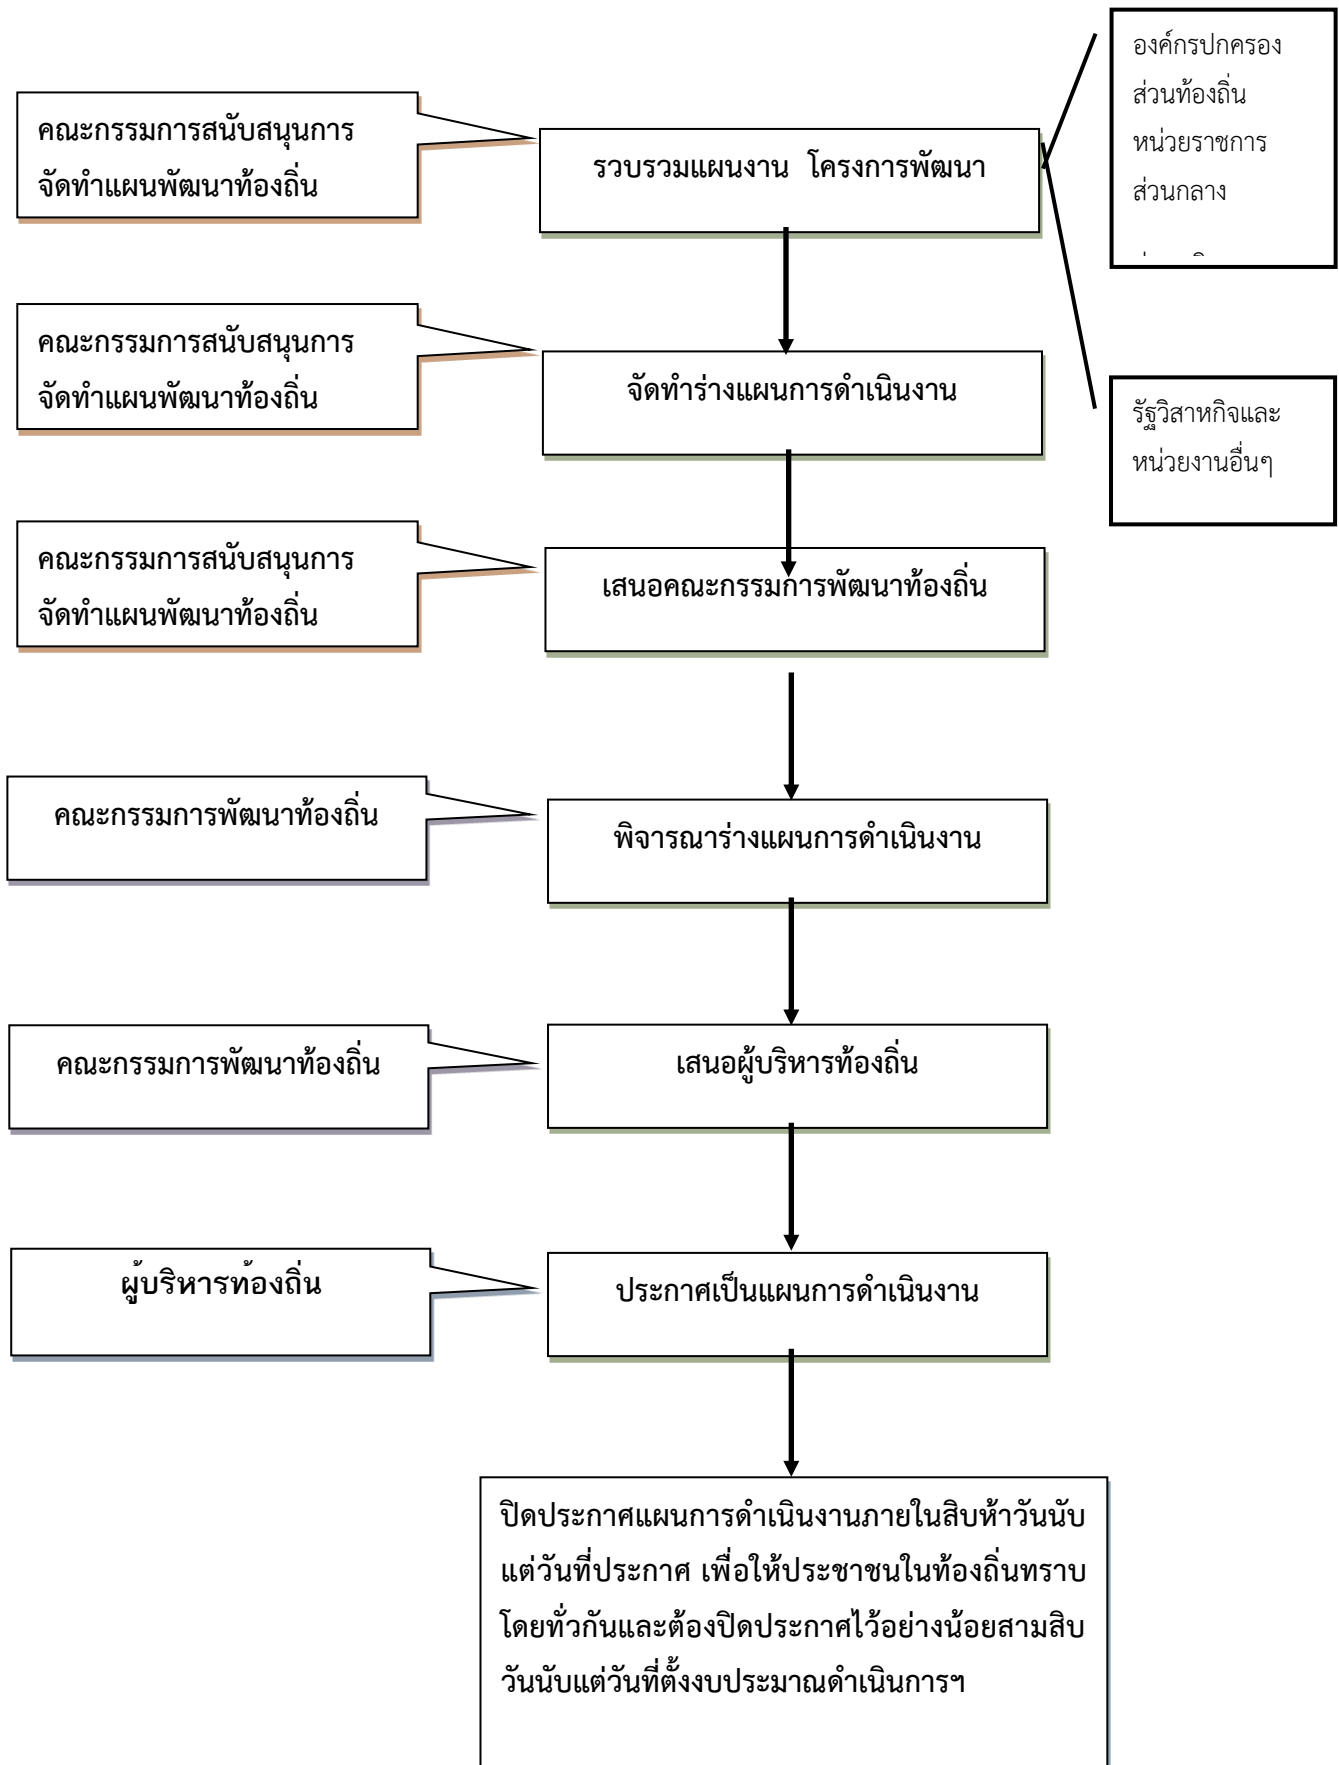 องค์กรปกครอง
ส่วนท้องถิ่น
หน่วยราชการ
ส่วนกลาง
คณะกรรมการสนับสนุนการ
จัดทำแผนพัฒนาท้องถิ่น
รวบรวมแผนงาน โครงการพัฒนา
คณะกรรมการสนับสนุนการ
จัดทำแผนพัฒนาท้องถิ่น
จัดทำร่างแผนการดำเนินงาน
รัฐวิสาหกิจและ
หน่วยงานอื่นๆ
คณะกรรมการสนับสนุนการ
จัดทำแผนพัฒนาท้องถิ่น
เสนอคณะกรรมการพัฒนาท้องถิ่น
คณะกรรมการพัฒนาท้องถิ่น
พิจารณาร่างแผนการดำเนินงาน
คณะกรรมการพัฒนาท้องถิ่น
เสนอผู้บริหารท้องถิ่น
ผู้บริหารท้องถิ่น
ประกาศเป็นแผนการดำเนินงาน
ปิดประกาศแผนการดำเนินงานภายในสิบห้าวันนับ
แต่วันที่ประกาศ เพื่อให้ประชาชนในท้องถิ่นทราบ
โดยทั่วกันและต้องปิดประกาศไว้อย่างน้อยสามสิบ
วันนับแต่วันที่ตั้งงบประมาณดำเนินการฯ